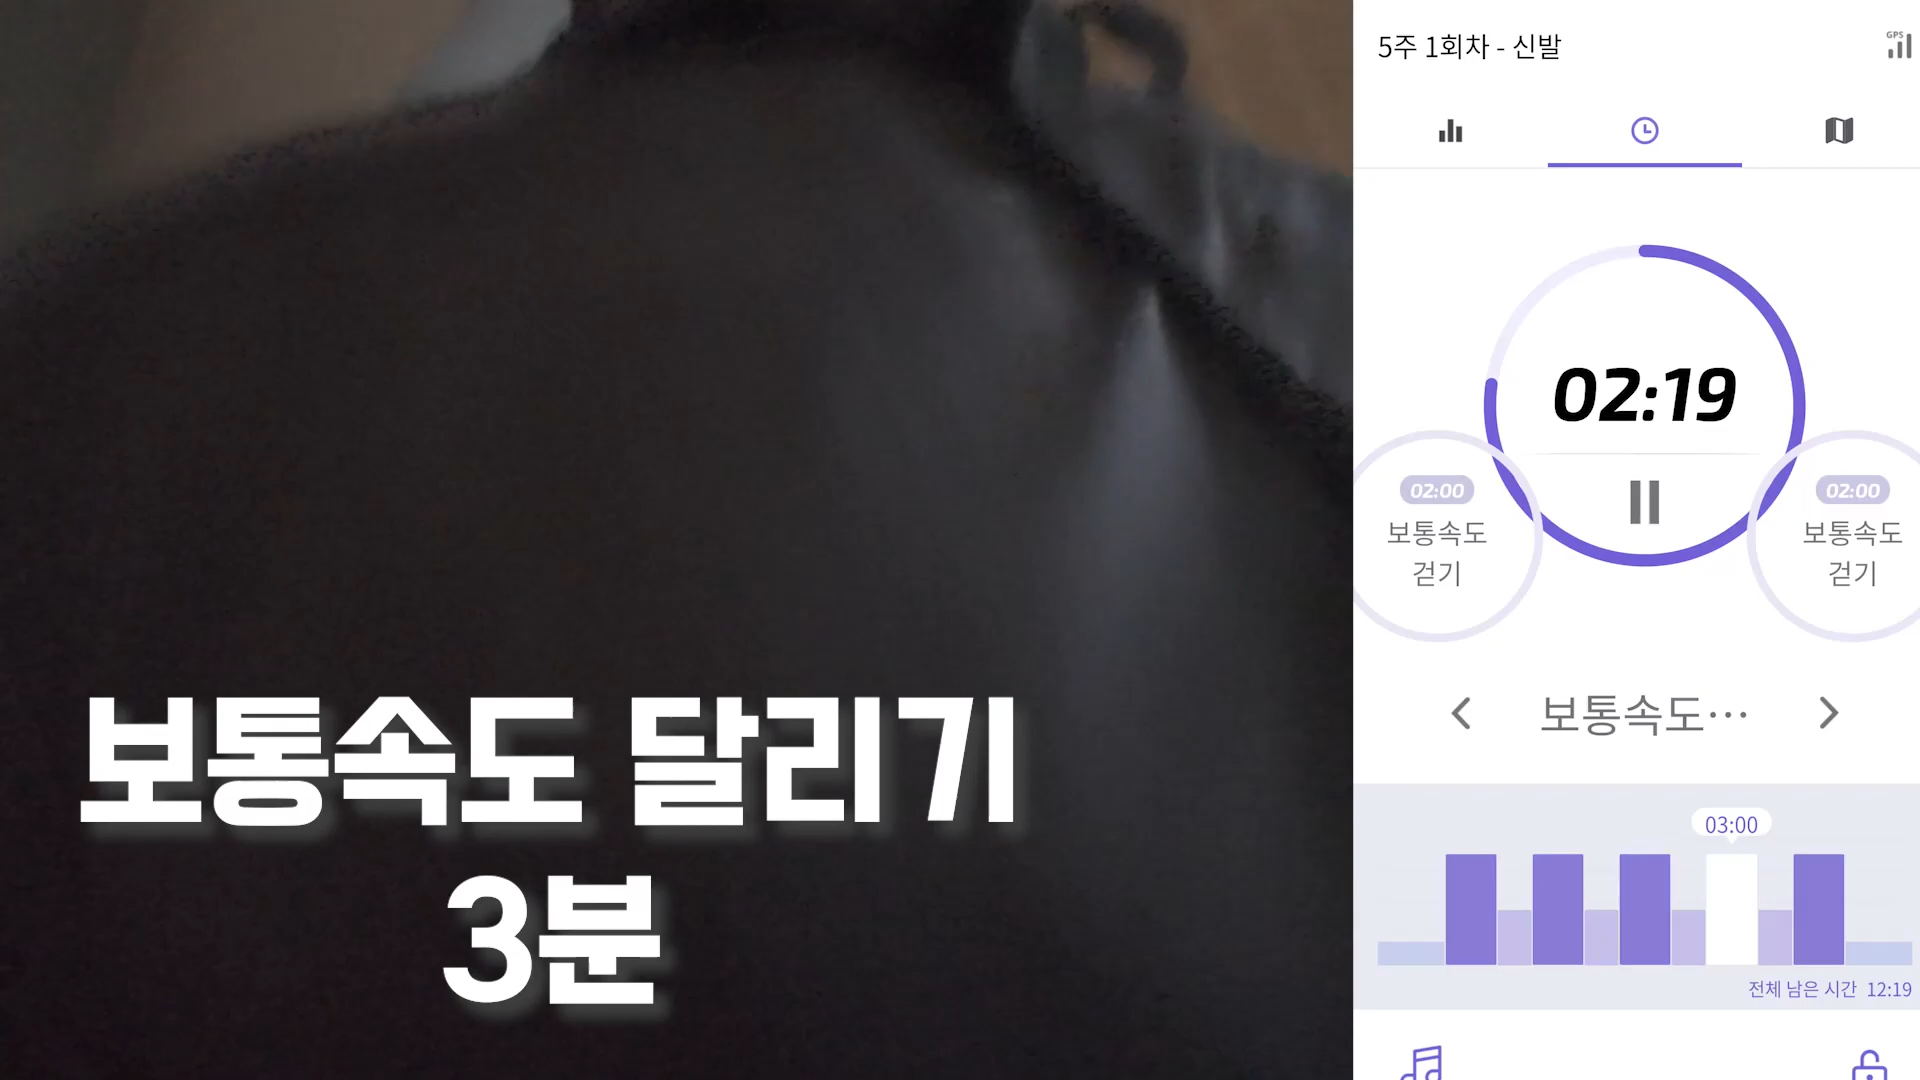 보통속도 달리기
3분
5주 1회차 - 신발
GPS
02:19
02:00
보통속도
걷기
02:00
보통속도
걷기
보통속도…
03:00
전체 남은 시간 12:19